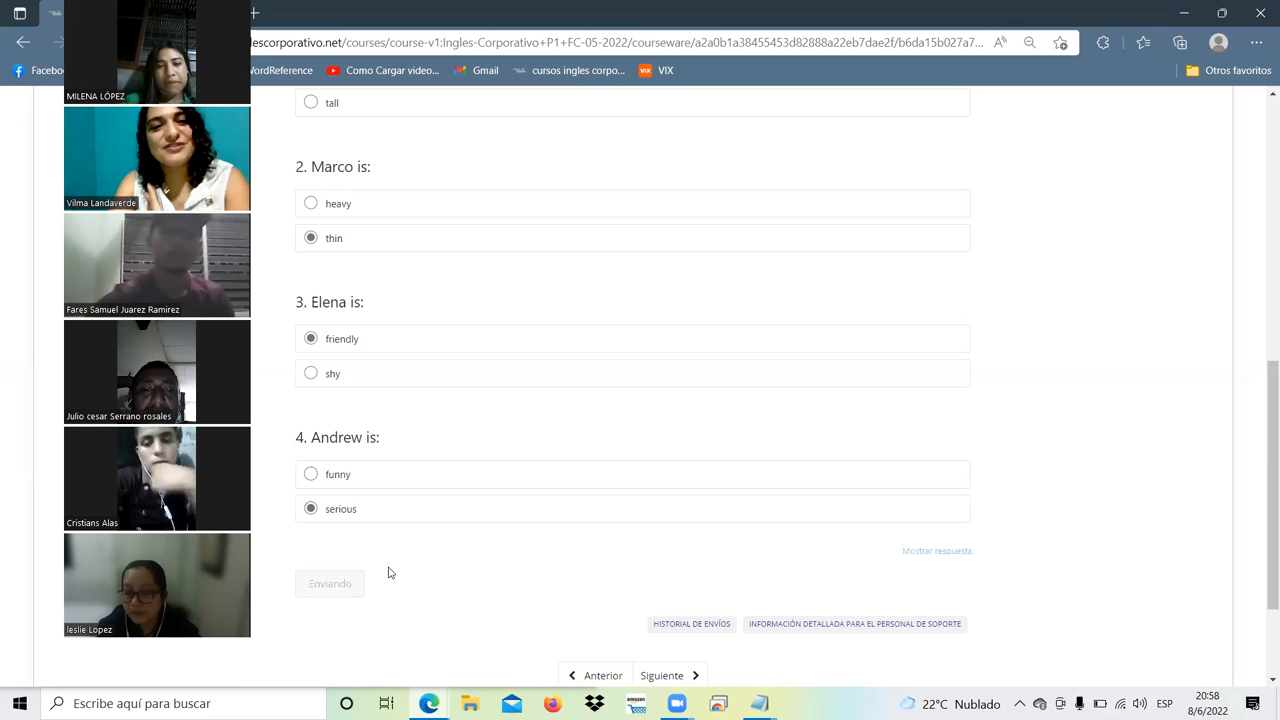 escorporativo.net/courses/course-v1:Ingles-Corporativo+P1+FC-05-2022/courseware/a2a0b1a38455453d82888a22eb7dae2f/b6da15b027a7...
Facebo
WordReference
Como Cargar video...
Gmail
cursos ingles corpo...
VIX
Otros favoritos
MILENA LÓPEZ
tall
2. Marco is:
heavy
Vilma Landaverde
thin
3. Elena is:
Fares Samuel Juarez Ramirez
friendly
shy
Julio cesar Serrano rosales
4. Andrew is:
funny
serious
Cristians Alas
Mostrar respuesta
Enviando
HISTORIAL DE ENVÍOS
INFORMACIÓN DETALLADA PARA EL PERSONAL DE SOPORTE
leslie Lopez
Anterior
Siguiente
Escribe aquí para buscar
amazon
22°C Nublado
ESP
20:58
8/6/2022